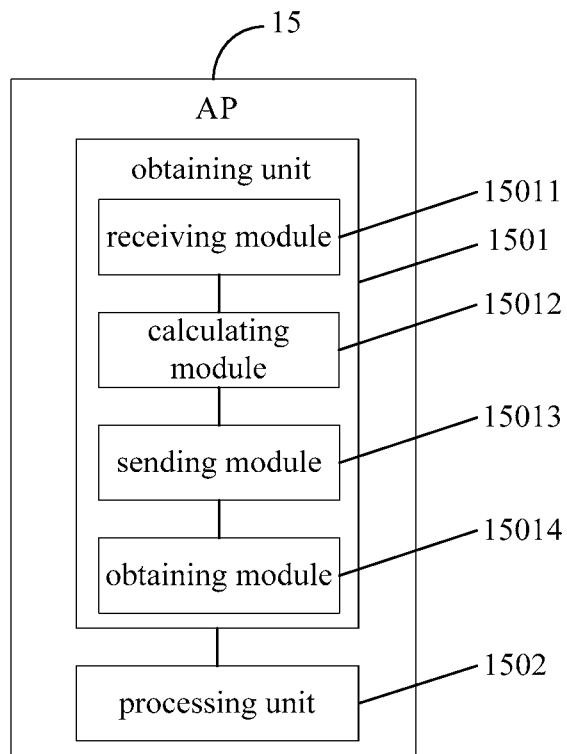 15
AP
obtaining unit
receiving module
15011
1501
calculating
module
15012
sending module
15013
obtaining module
15014
processing unit
1502